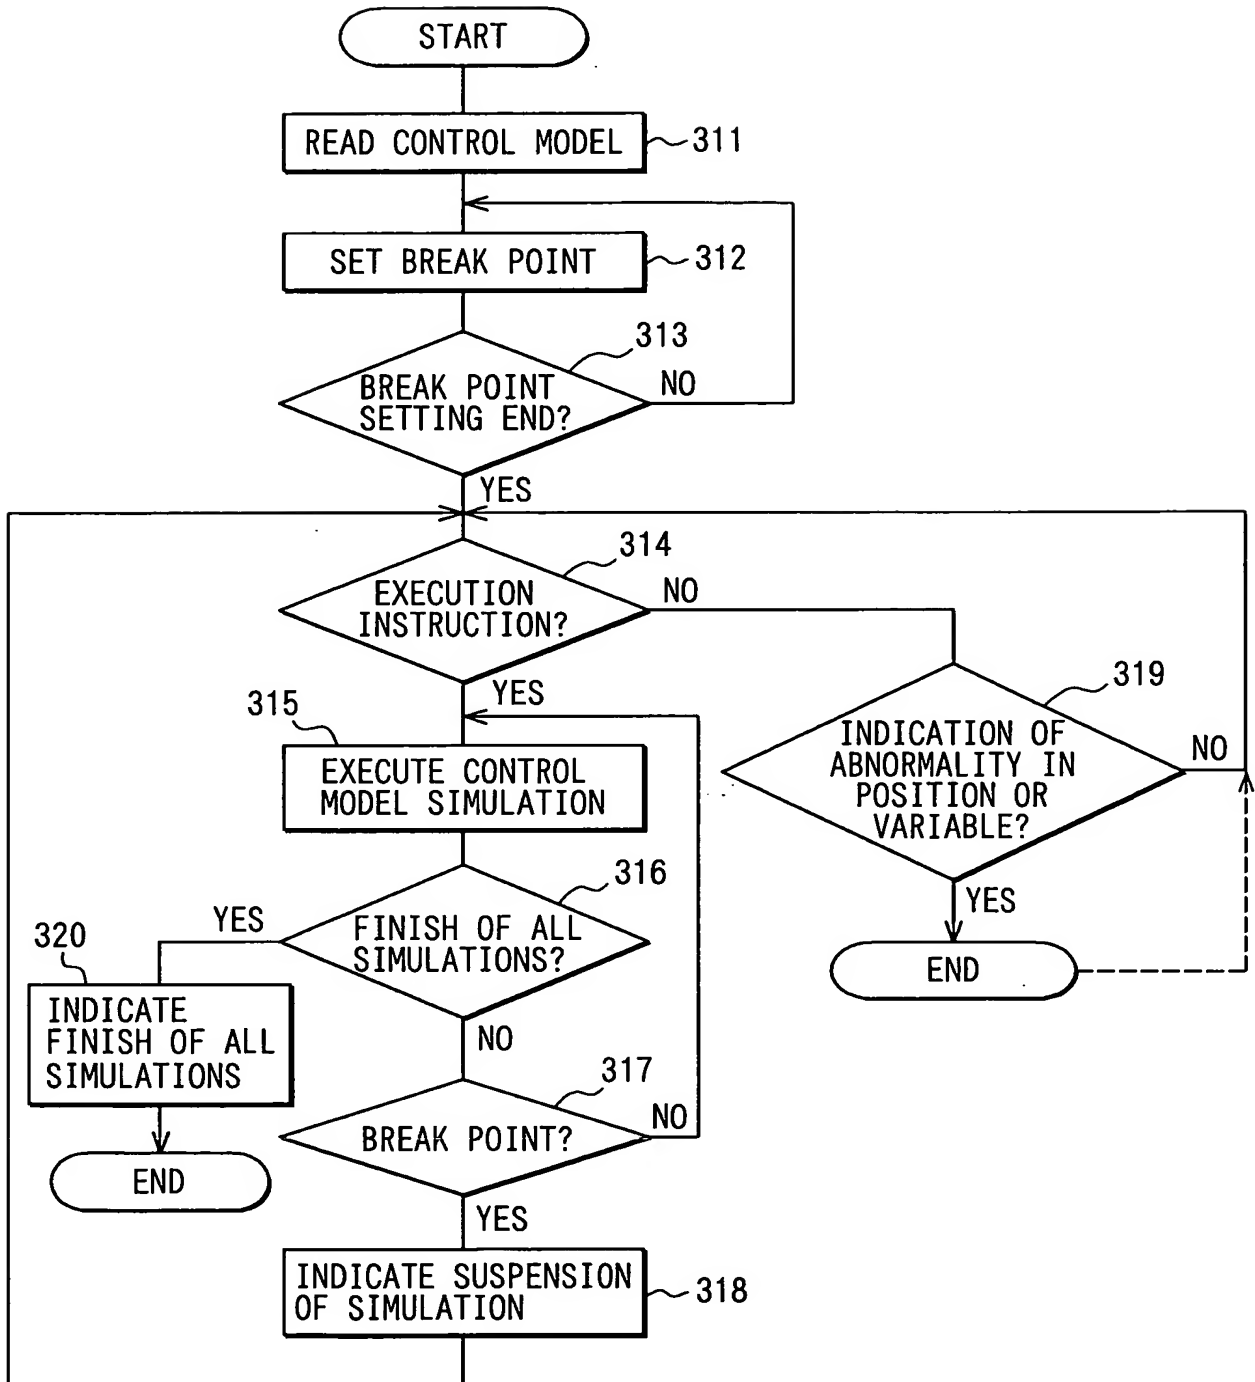 START
READ CONTROL MODEL
311
SET BREAK POINT
312
313
BREAK POINT
SETTING END?
NO
YES
314
EXECUTION
INSTRUCTION?
NO
YES
315
EXECUTE CONTROL
MODEL SIMULATION
319
INDICATION OF
ABNORMALITY IN
POSITION OR
VARIABLE?
NO
YES
END
316
FINISH OF ALL
SIMULATIONS?
YES
320
INDICATE
FINISH OF ALL
SIMULATIONS
END
NO
317
BREAK POINT?
NO
YES
INDICATE SUSPENSION
OF SIMULATION
318